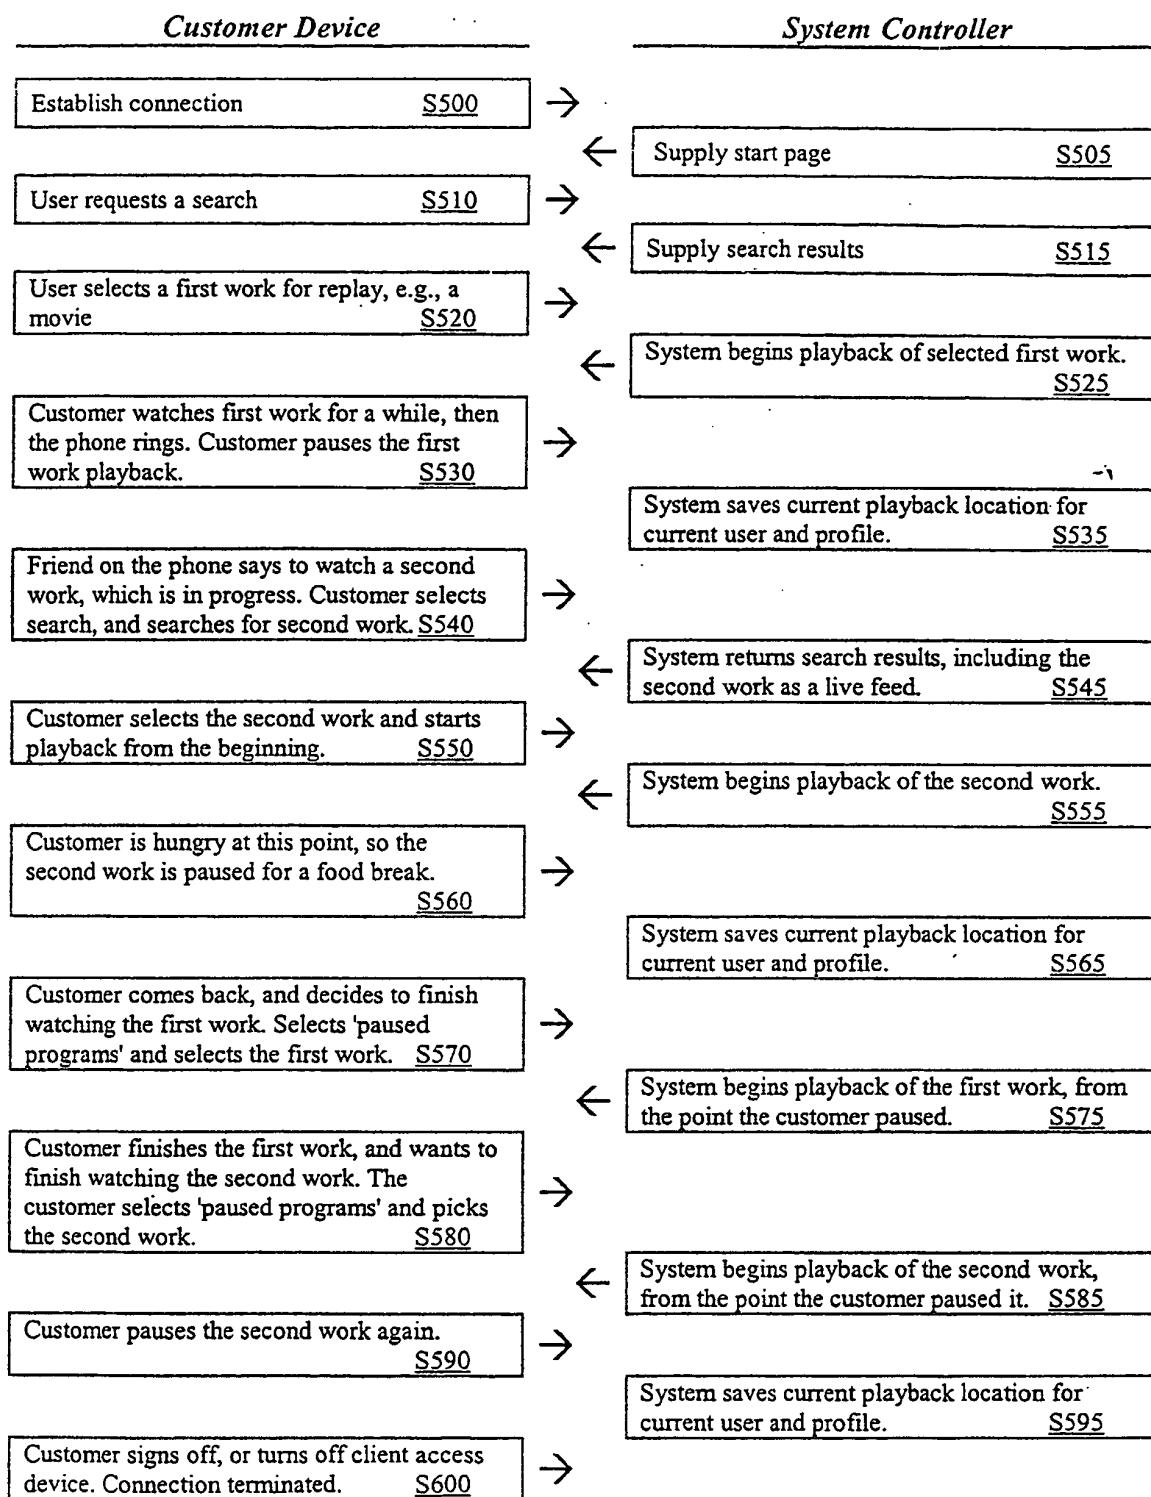 Customer Device
System Controller
Establish connection S500
Supply start page S505
User requests a search S510
Supply search results S515
User selects a first work for replay, e.g., a
movie S520
System begins playback of selected first work.
S525
Customer watches first work for a while, then
the phone rings. Customer pauses the first
work playback. S530
System saves current playback location for
current user and profile. S535
Friend on the phone says to watch a second
work, which is in progress. Customer selects
search, and searches for second work. S540
System returns search results, including the
second work as a live feed. S545
Customer selects the second work and starts
playback from the beginning. S550
System begins playback of the second work.
S555
Customer is hungry at this point, so the
second work is paused for a food break.
S560
System saves current playback location for
current user and profile. S565
Customer comes back, and decides to finish
watching the first work. Selects 'paused
programs' and selects the first work. S570
System begins playback of the first work, from
the point the customer paused. S575
Customer finishes the first work, and wants to
finish watching the second work. The
customer selects 'paused programs' and picks
the second work. S580
System begins playback of the second work,
from the point the customer paused it. S585
Customer pauses the second work again.
S590
System saves current playback location for
current user and profile. S595
Customer signs off, or turns off client access
device. Connection terminated. S600